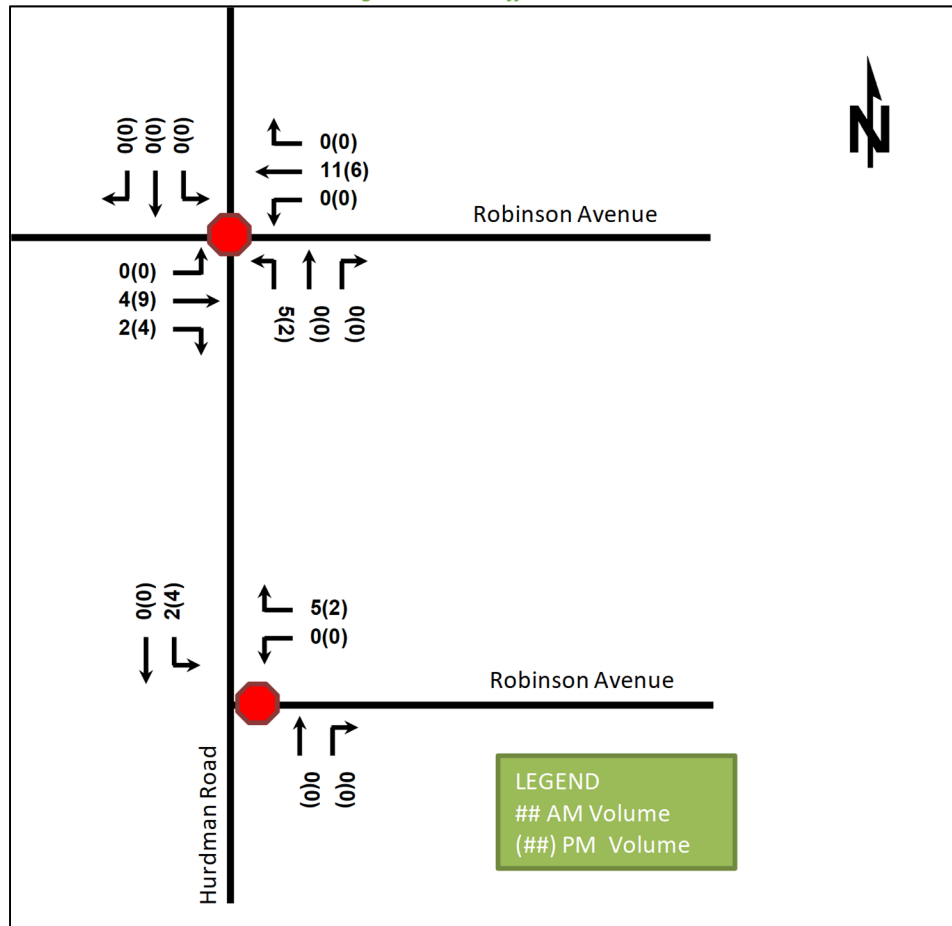 0(0)
0(0)
0(0)
0(0)
11(6)
0(0)
N
Robinson Avenue
0(0)
4(9)
2(4)
5(2)
0(0)
0(0)
0(0)
2(4)
5(2)
0(0)
Robinson Avenue
0(0)
0(0)
Hurdman Road
LEGEND
## AM Volume
(##) PM Volume